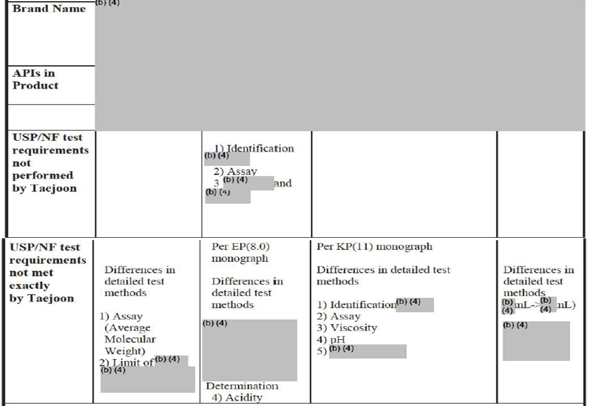 Brand Name
(b) (4)
APIs in
Product
USP/NF test
requirements
not
performed
by Taejoon
1) Identification
(b) (4)
2) Assay
3 (b) (4) and
(b) (4)
USP/NF test
requirements
not met
exactly
by Taejoon
Differences in
detailed test
methods
1) Assay
(Average
Molecular
Weight)
2) Limit of (b) (4)
(b) (4)
Per EP(8.0)
monograph
Differences in
detailed test
methods
(b) (4)
Determination
4) Acidity
Per KP(11) monograph
Differences in detailed test
methods
1) Identification (b) (4)
2) Assay
3) Viscosity
4) pH
5) (b) (4)
Differences in
detailed test
methods
(b) (4) mL-> (b) (4) mL)
(b) (4)